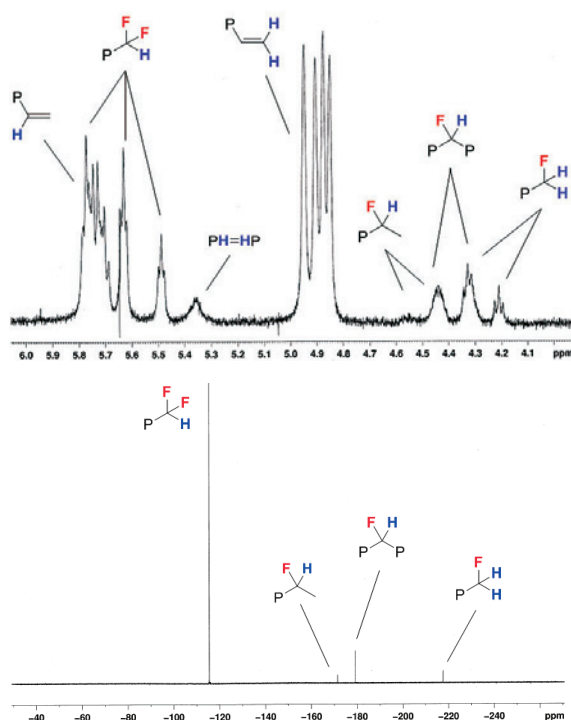 F
F
P H
P H
H
P
H
F H
P P
F
H
P H
F H
P
PH=HP
6.0 5.9 5.8 5.7 5.6 5.5 5.4 5.3 5.2 5.1 5.0 4.9 4.8 4.7 4.6 4.5 4.4 4.3 4.2 4.1 ppm
F
F
P H
F H
P P
F H
P
F
H
P H
−40 −60 −80 −100 −120 −140 −160 −180 −200 −220 −240 ppm